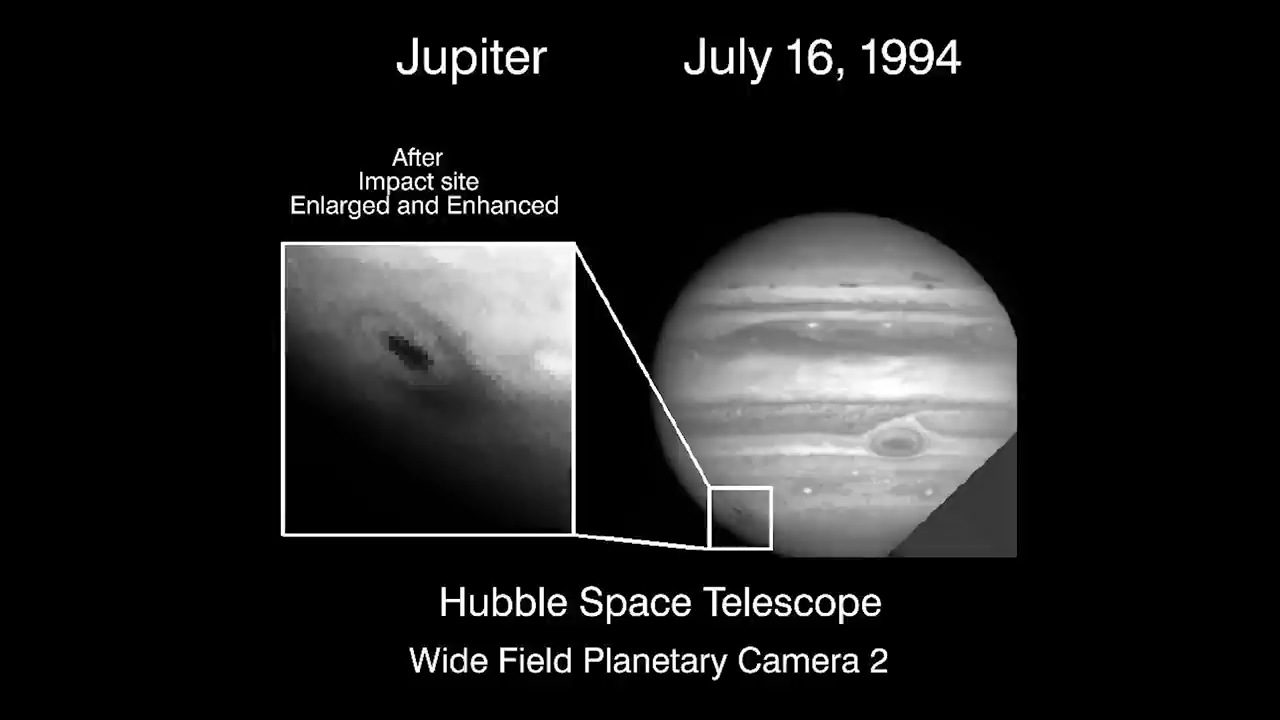 Jupiter
July 16, 1994
After
Impact site
Enlarged and Enhanced
Hubble Space Telescope
Wide Field Planetary Camera 2